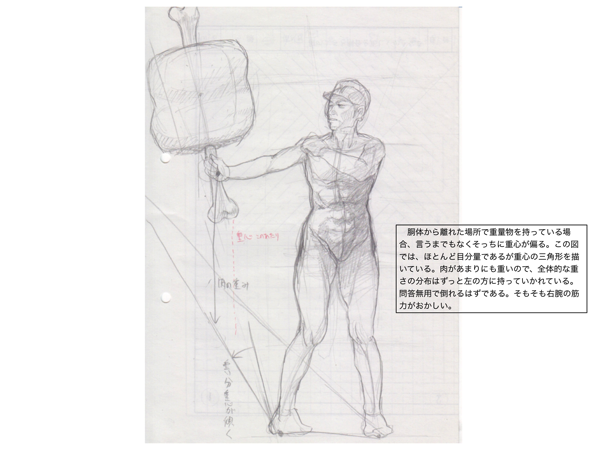 胴体から離れた場所で重量物を持っている場
合、言うまでもなくそっちに重心が偏る。この図
では、ほとんど目分量であるが重心の三角形を描
いている。肉があまりにも重いので、全体的な重
さの分布はずっと左の方に持っていかれている。
問答無用で倒れるはずである。そもそも右腕の筋
力がおかしい。
重心
肉の重み